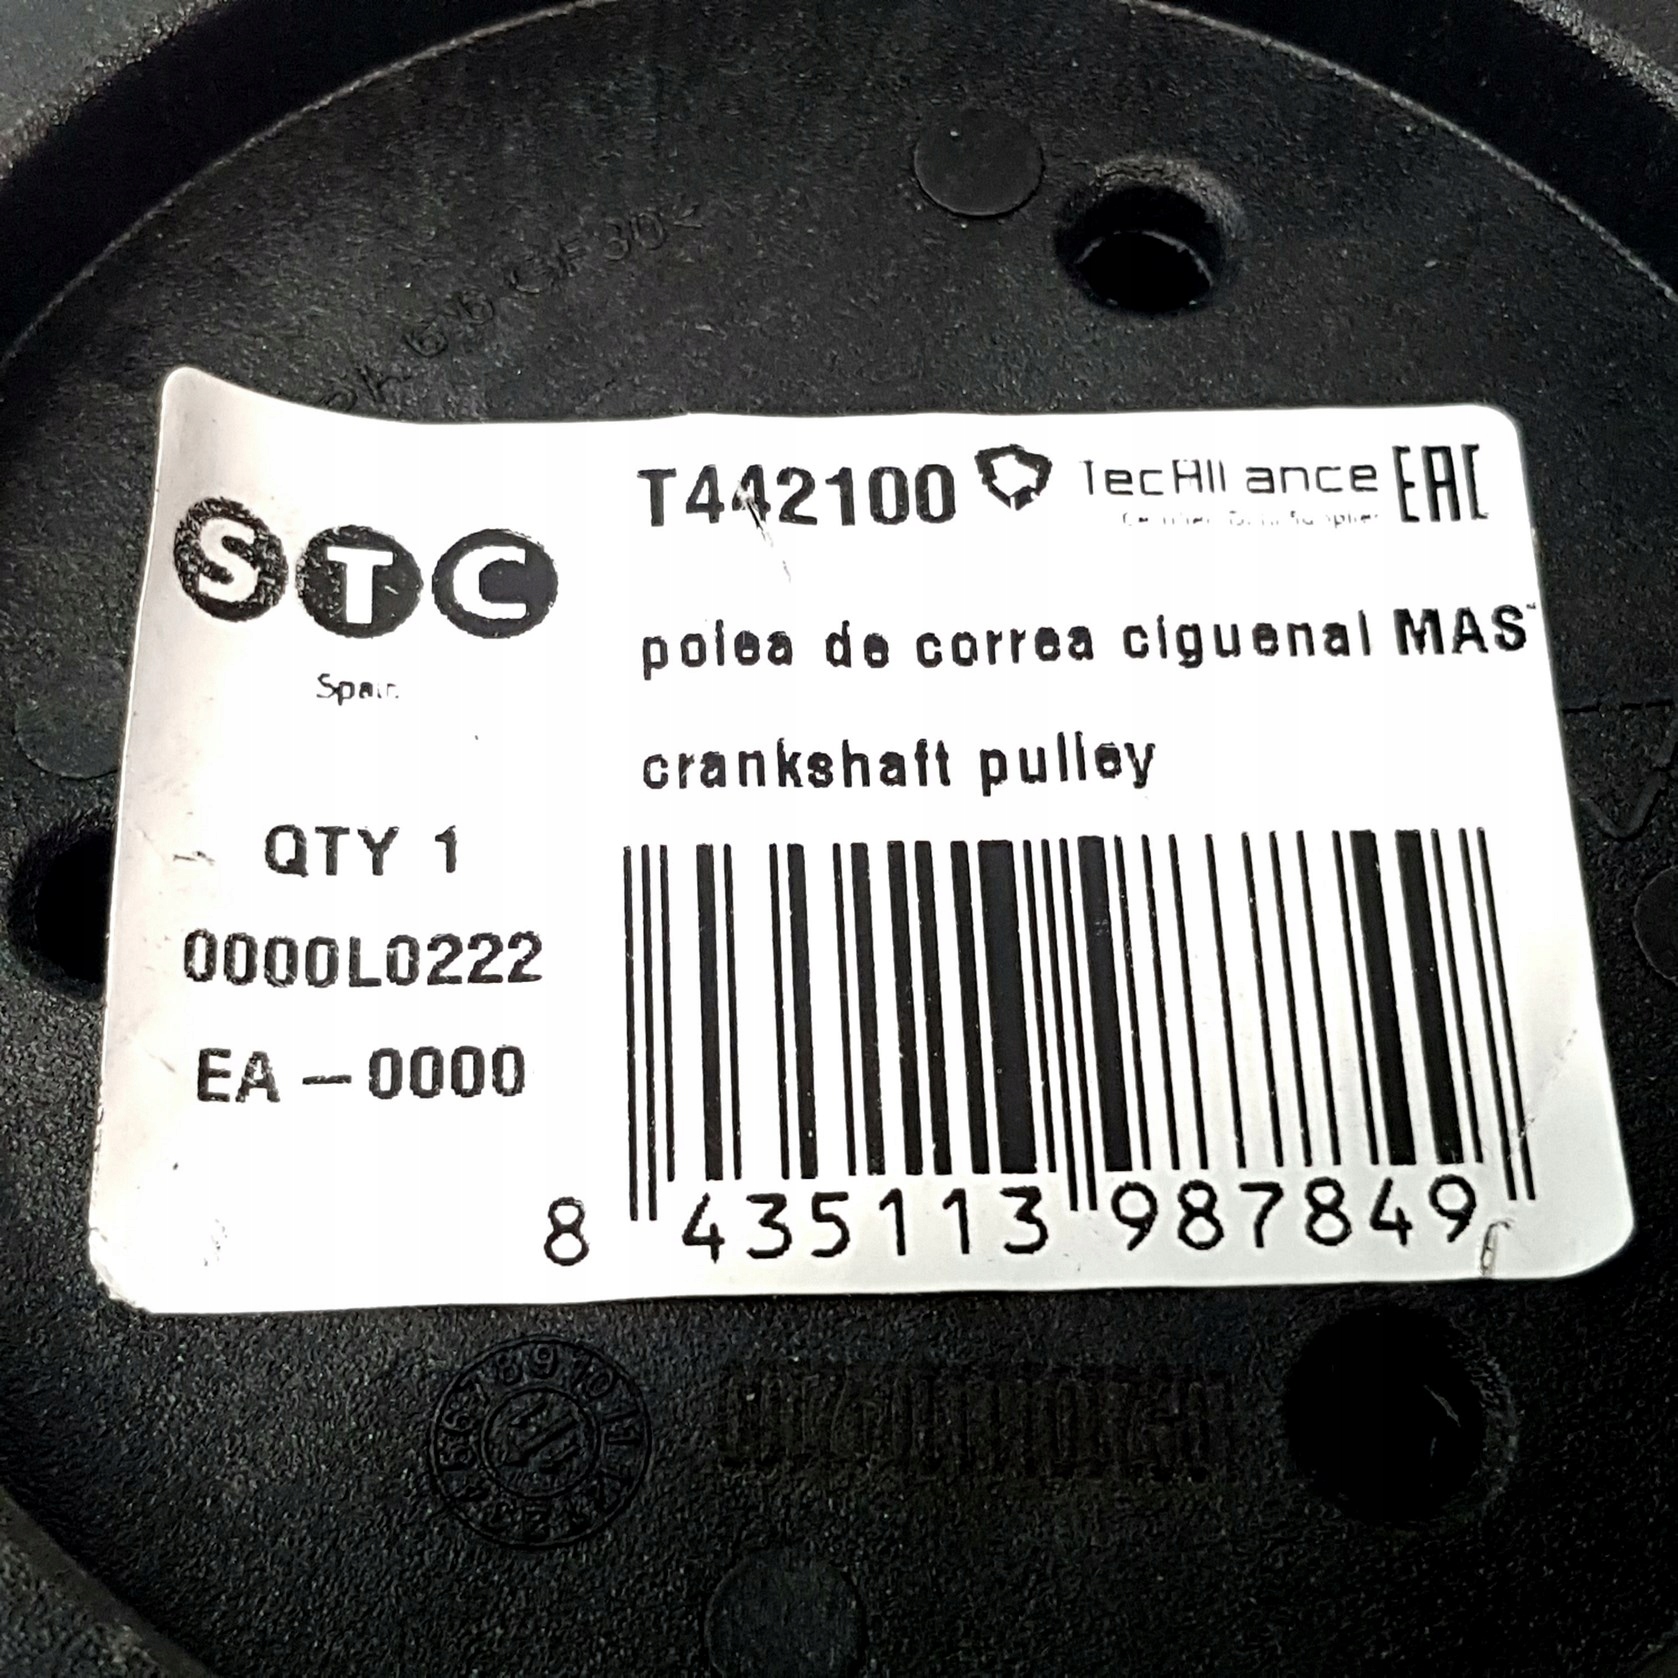 GF30<
T442100 TecAlliance EAC
STC
Spain
polea de correa ciguenal MAS
crankshaft pulley
QTY 1
0000L0222
EA-0000
8 435113 987849